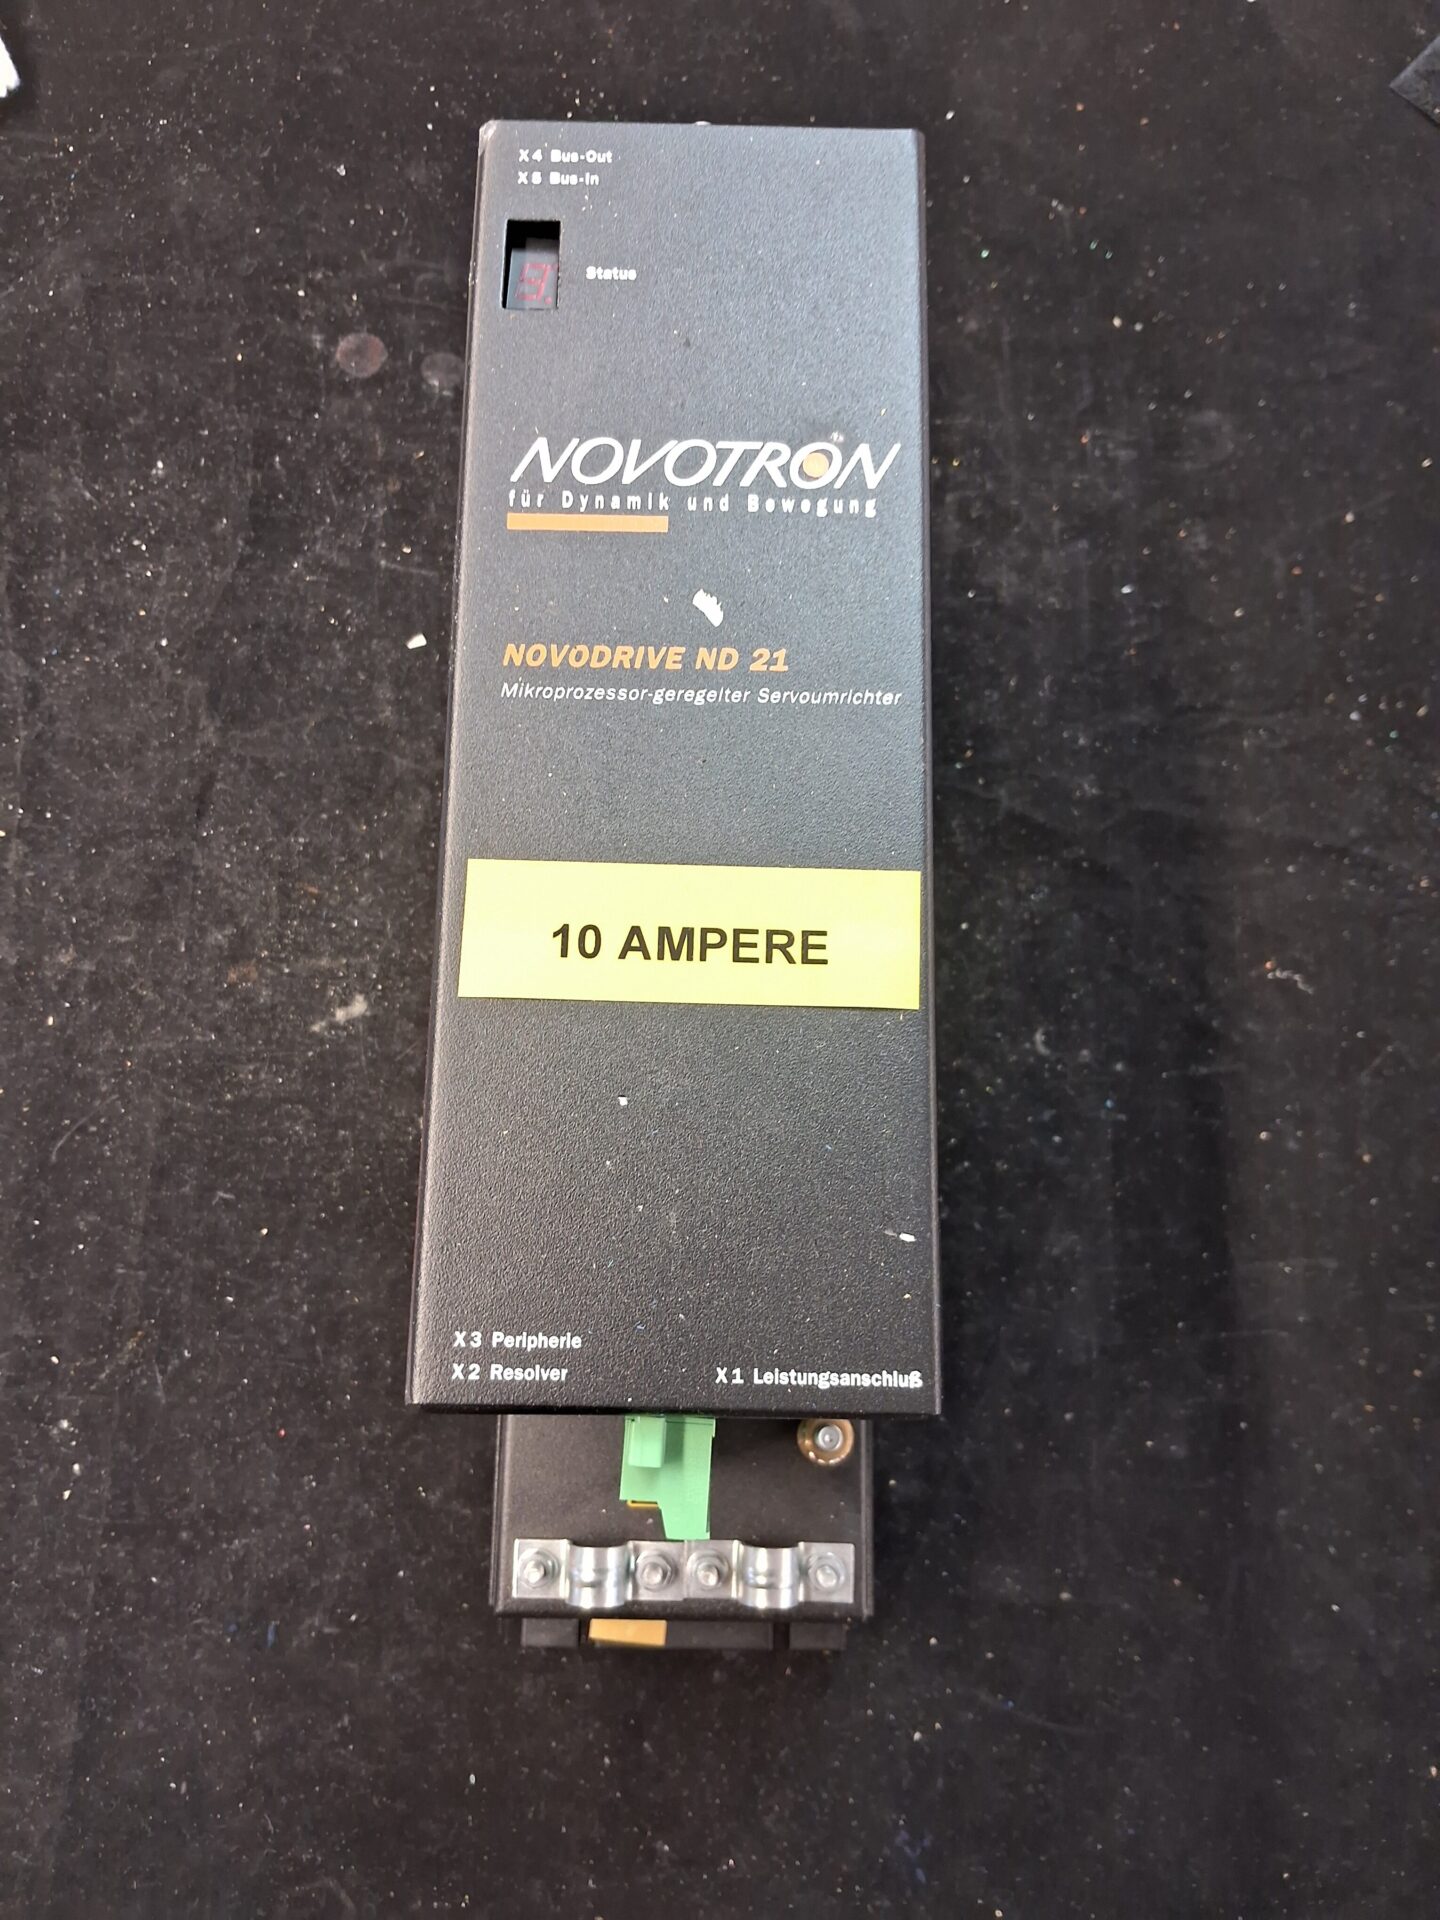 X4 Bus-Out
X5 Bus-In
Status
NOVOTRON®
für Dynamik und Bewegung
NOVODRIVE ND 21
Mikroprozessor-geregelter Servoumrichter
10 AMPERE
X3 Peripherie
X2 Resolver
X1 Leistungsanschluß